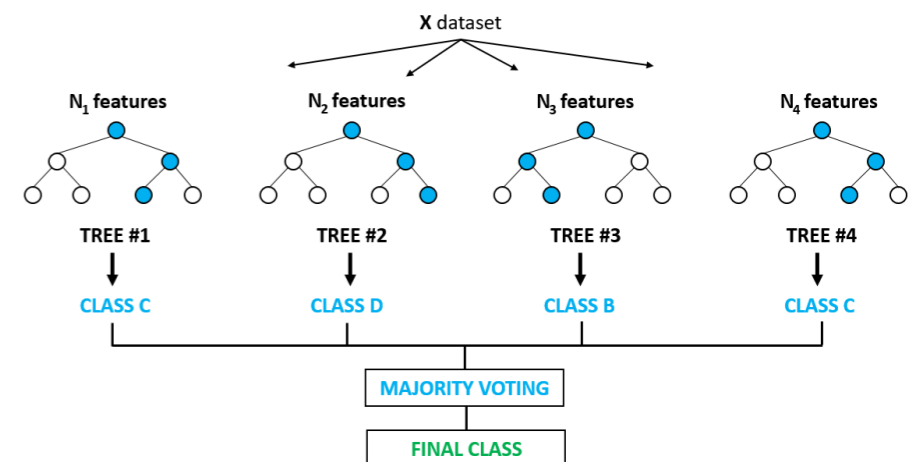 X dataset
N₁ features N₂ features N₃ features N₄ features
TREE #1 TREE #2 TREE #3 TREE #4
CLASS C CLASS D CLASS B CLASS C
MAJORITY VOTING
FINAL CLASS